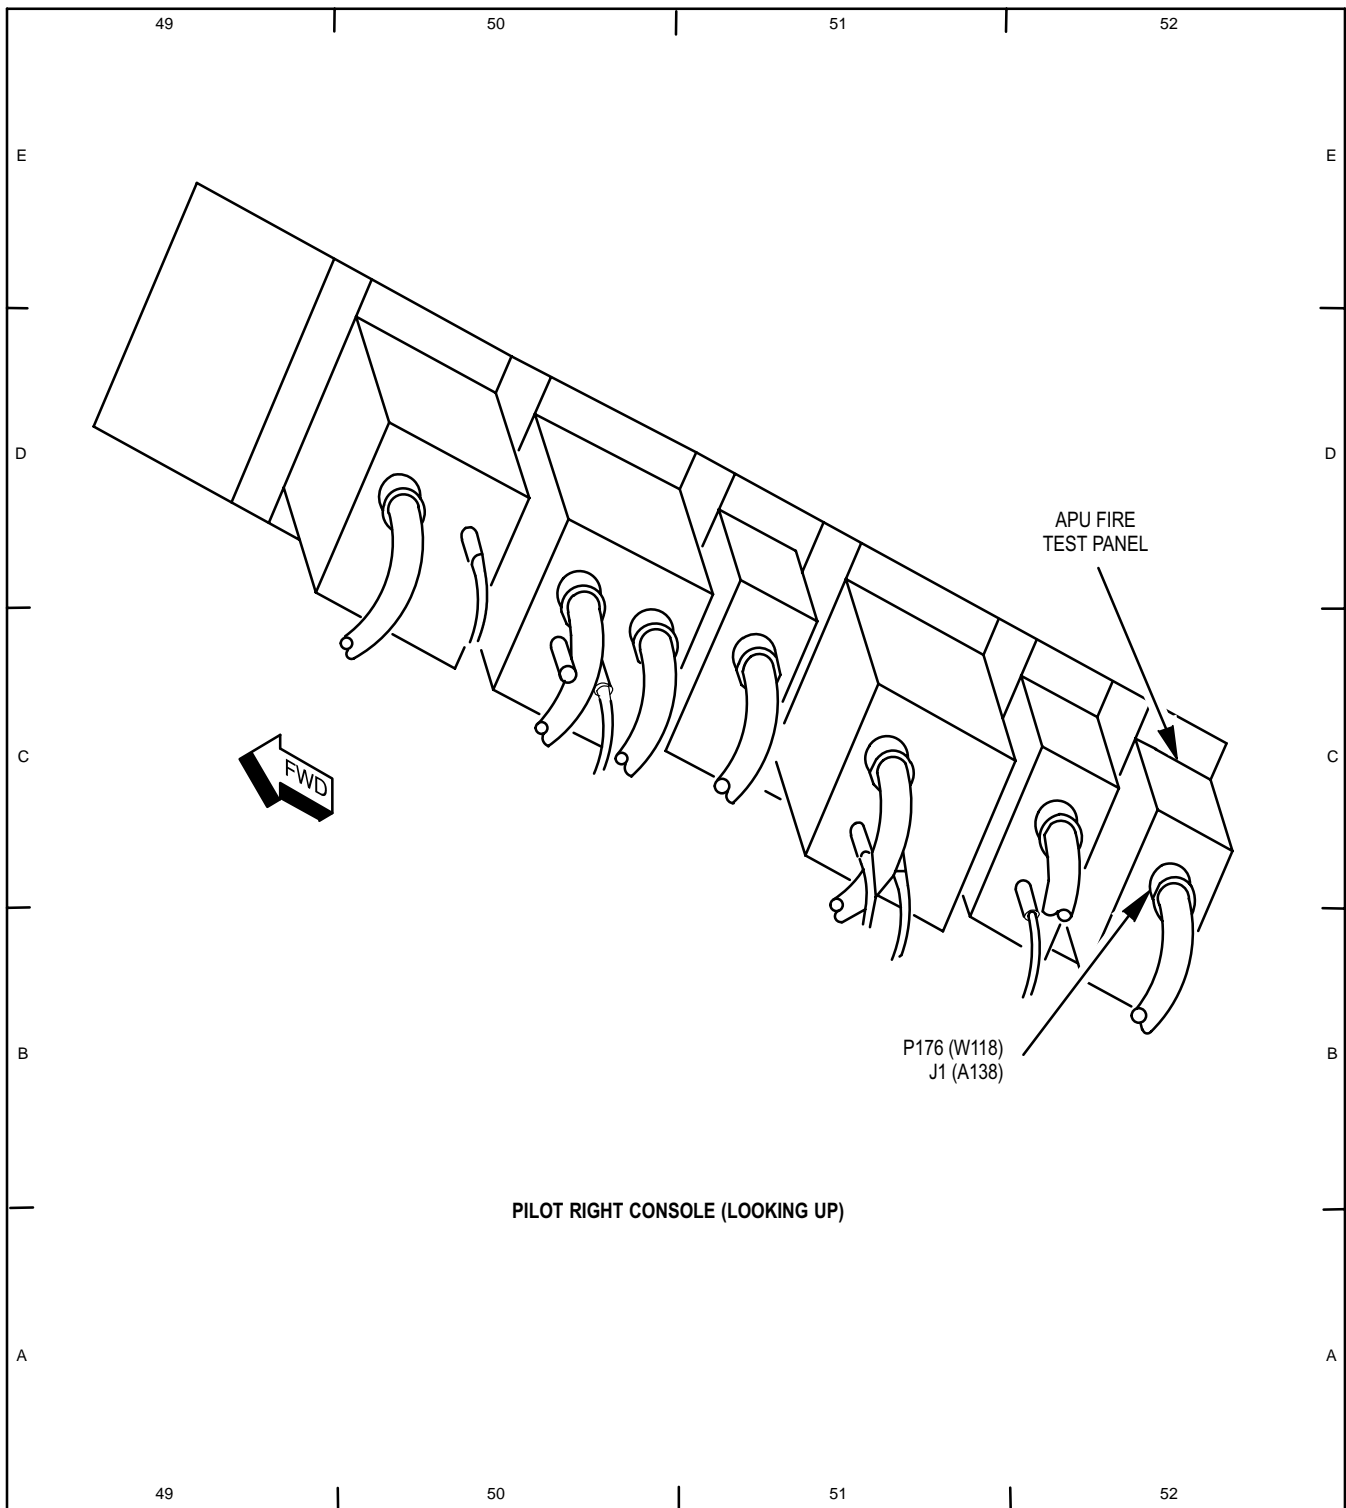 49 50 51 52
E E
D D
APU FIRE
TEST PANEL
C C
FWD
P176 (W118)
J1 (A138)
B B
PILOT RIGHT CONSOLE (LOOKING UP)
A A
49 50 51 52